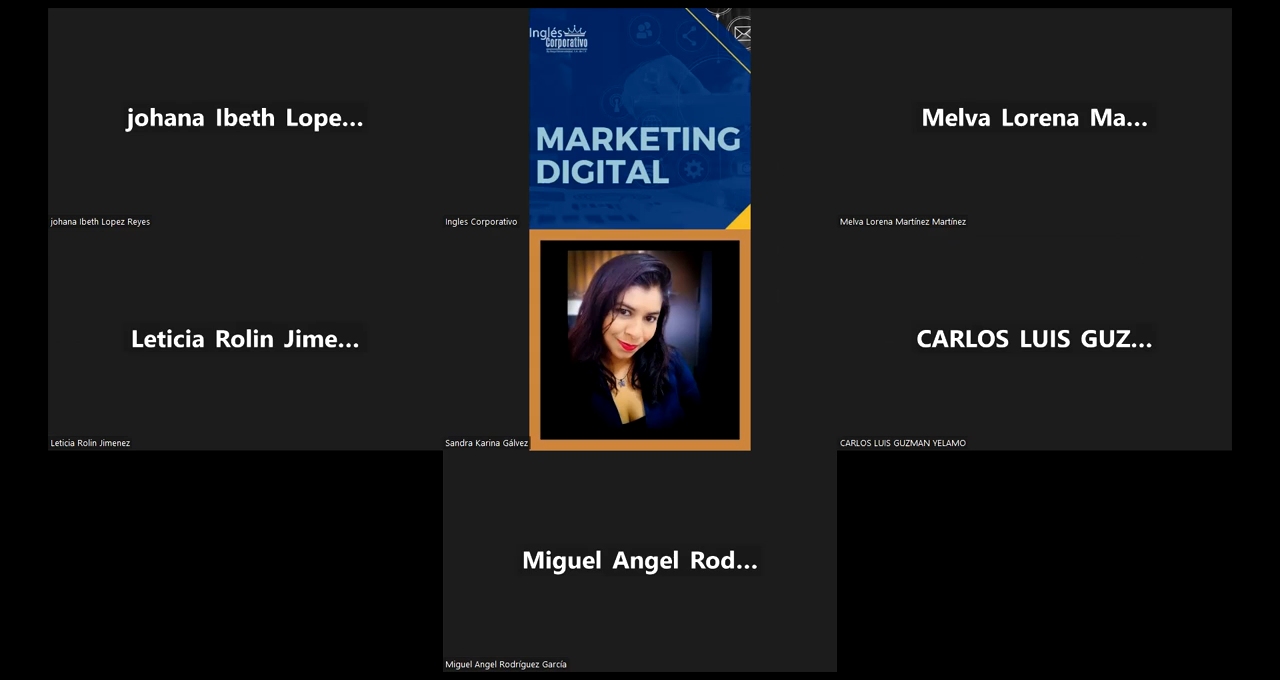 johana Ibeth Lope...
Inglés
Corporativo
MARKETING
DIGITAL
Melva Lorena Ma...
johana Ibeth Lopez Reyes
Ingles Corporativo
Melva Lorena Martínez Martínez
Leticia Rolin Jime...
CARLOS LUIS GUZ...
Leticia Rolin Jimenez
Sandra Karina Gálvez
CARLOS LUIS GUZMAN YELAMO
Miguel Angel Rod...
Miguel Angel Rodríguez García